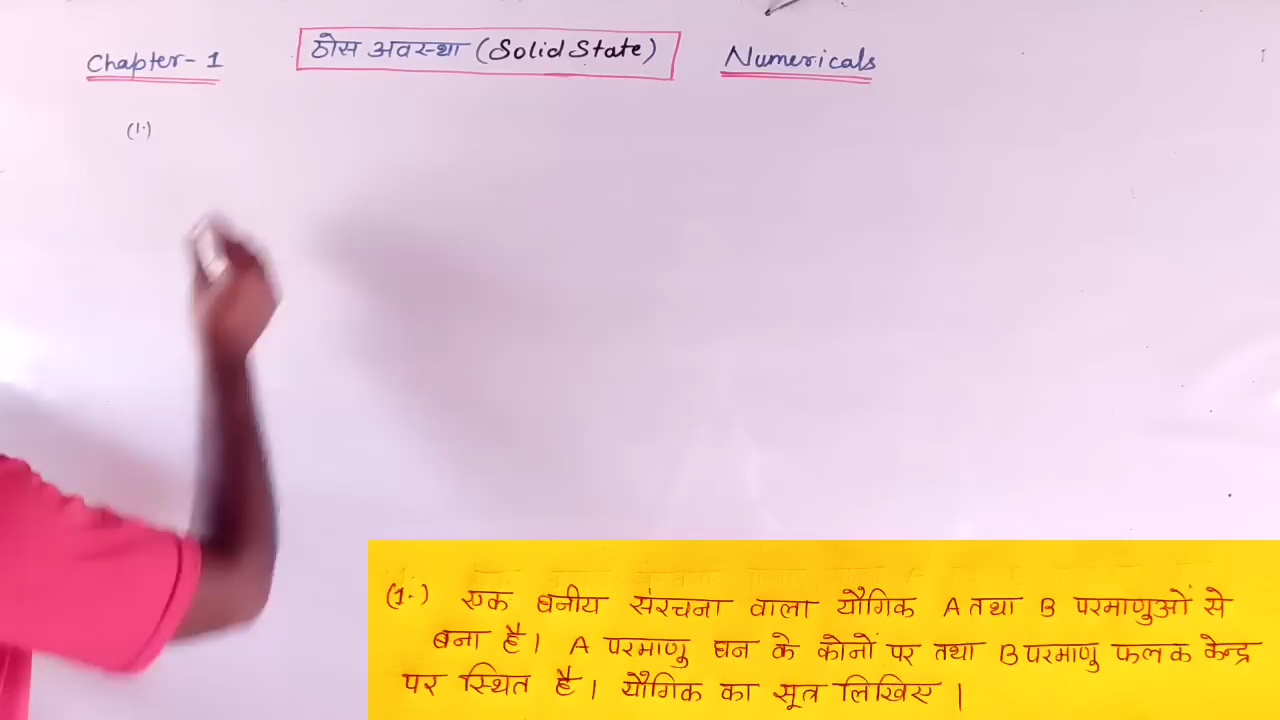 Chapter-1 ठोस अवस्था (Solid State) Numericals
(1.)
(1.) एक घनीय संरचना वाला यौगिक A तथा B परमाणुओं से
बना है। A परमाणु घन के कोनों पर तथा B परमाणु फलक केन्द्र
पर स्थित है। यौगिक का सूत्र लिखिए।